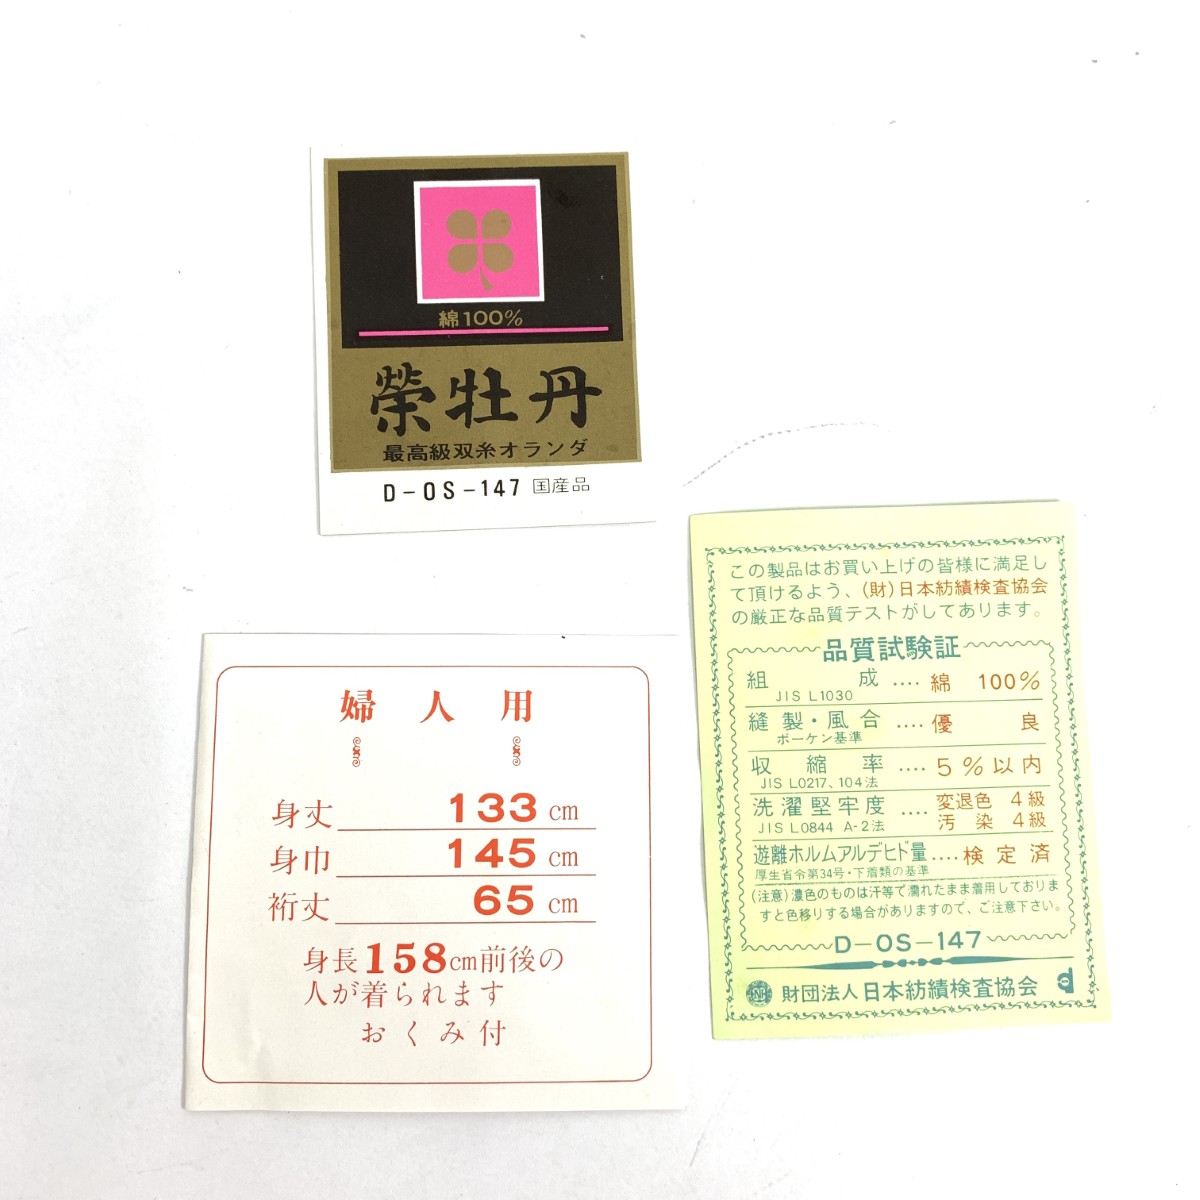 綿100%
榮牡丹
最高級双糸オランダ
D-OS-147 国産品
この製品はお買い上げの皆様に満足し
て頂けるよう、(財)日本紡績検査協会
の厳正な品質テストがしてあります。
品質試験証
組成‥‥綿 100%
JIS L1030
縫製・風合‥‥優良
ボーケン基準
収縮率‥‥5%以内
JIS L0217、104法
洗濯堅牢度‥‥変退色 4級
汚染 4級
JIS L0844 A-2法
遊離ホルムアルデヒド量‥‥検定済
厚生省令第34号・下着類の基準
(注意)濃色のものは汗等で濡れたまま着用しておりま
すと色移りする場合がありますので、ご注意下さい。
D-OS-147
財団法人日本紡績検査協会
婦人用
身丈 133 cm
身巾 145 cm
裄丈 65 cm
身長158cm前後の
人が着られます
おくみ付